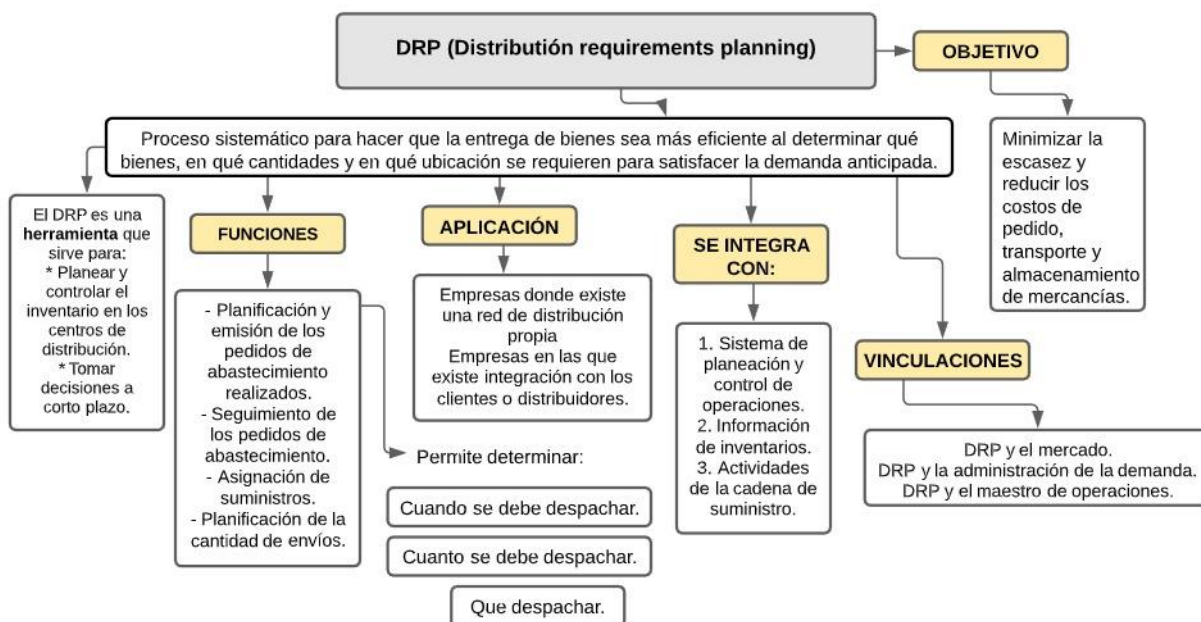 DRP (Distributión requirements planning)
OBJETIVO
Minimizar la
escasez y
reducir los
costos de
pedido,
transporte y
almacenamiento
de mercancías.
Proceso sistemático para hacer que la entrega de bienes sea más eficiente al determinar qué
bienes, en qué cantidades y en qué ubicación se requieren para satisfacer la demanda anticipada.
El DRP es una
herramienta que
sirve para:
* Planear y
controlar el
inventario en los
centros de
distribución.
* Tomar
decisiones a
corto plazo.
FUNCIONES
- Planificación y
emisión de los
pedidos de
abastecimiento
realizados.
- Seguimiento de
los pedidos de
abastecimiento.
- Asignación de
suministros.
- Planificación de la
cantidad de envíos.
Permite determinar:
Cuando se debe despachar.
Cuanto se debe despachar.
Que despachar.
APLICACIÓN
Empresas donde existe
una red de distribución
propia
Empresas en las que
existe integración con los
clientes o distribuidores.
SE INTEGRA
CON:
1. Sistema de
planeación y
control de
operaciones.
2. Información
de inventarios.
3. Actividades
de la cadena de
suministro.
VINCULACIONES
DRP y el mercado.
DRP y la administración de la demanda.
DRP y el maestro de operaciones.